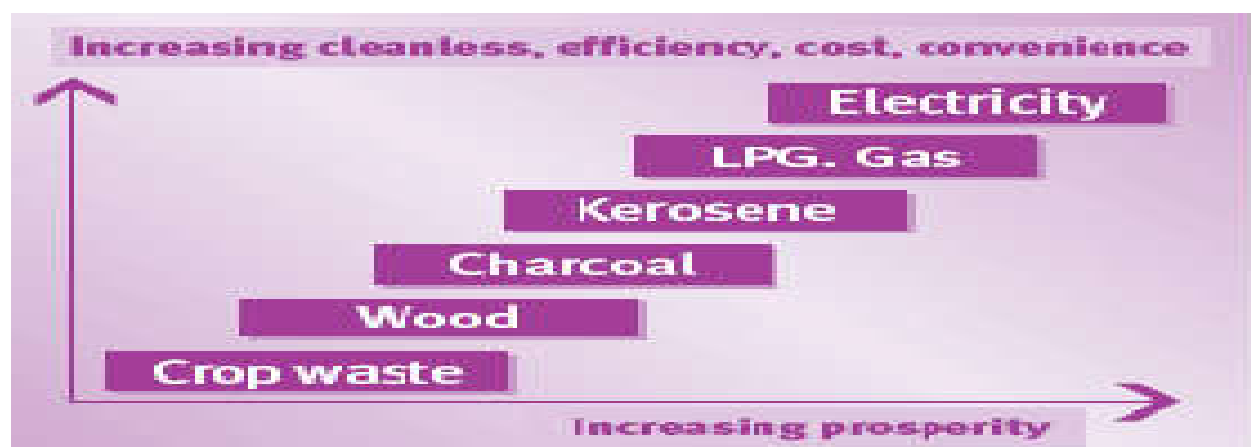 Increasing cleanless, efficiency, cost, convenience
Electricity
LPG. Gas
Kerosene
Charcoal
Wood
Crop waste
Increasing prosperity